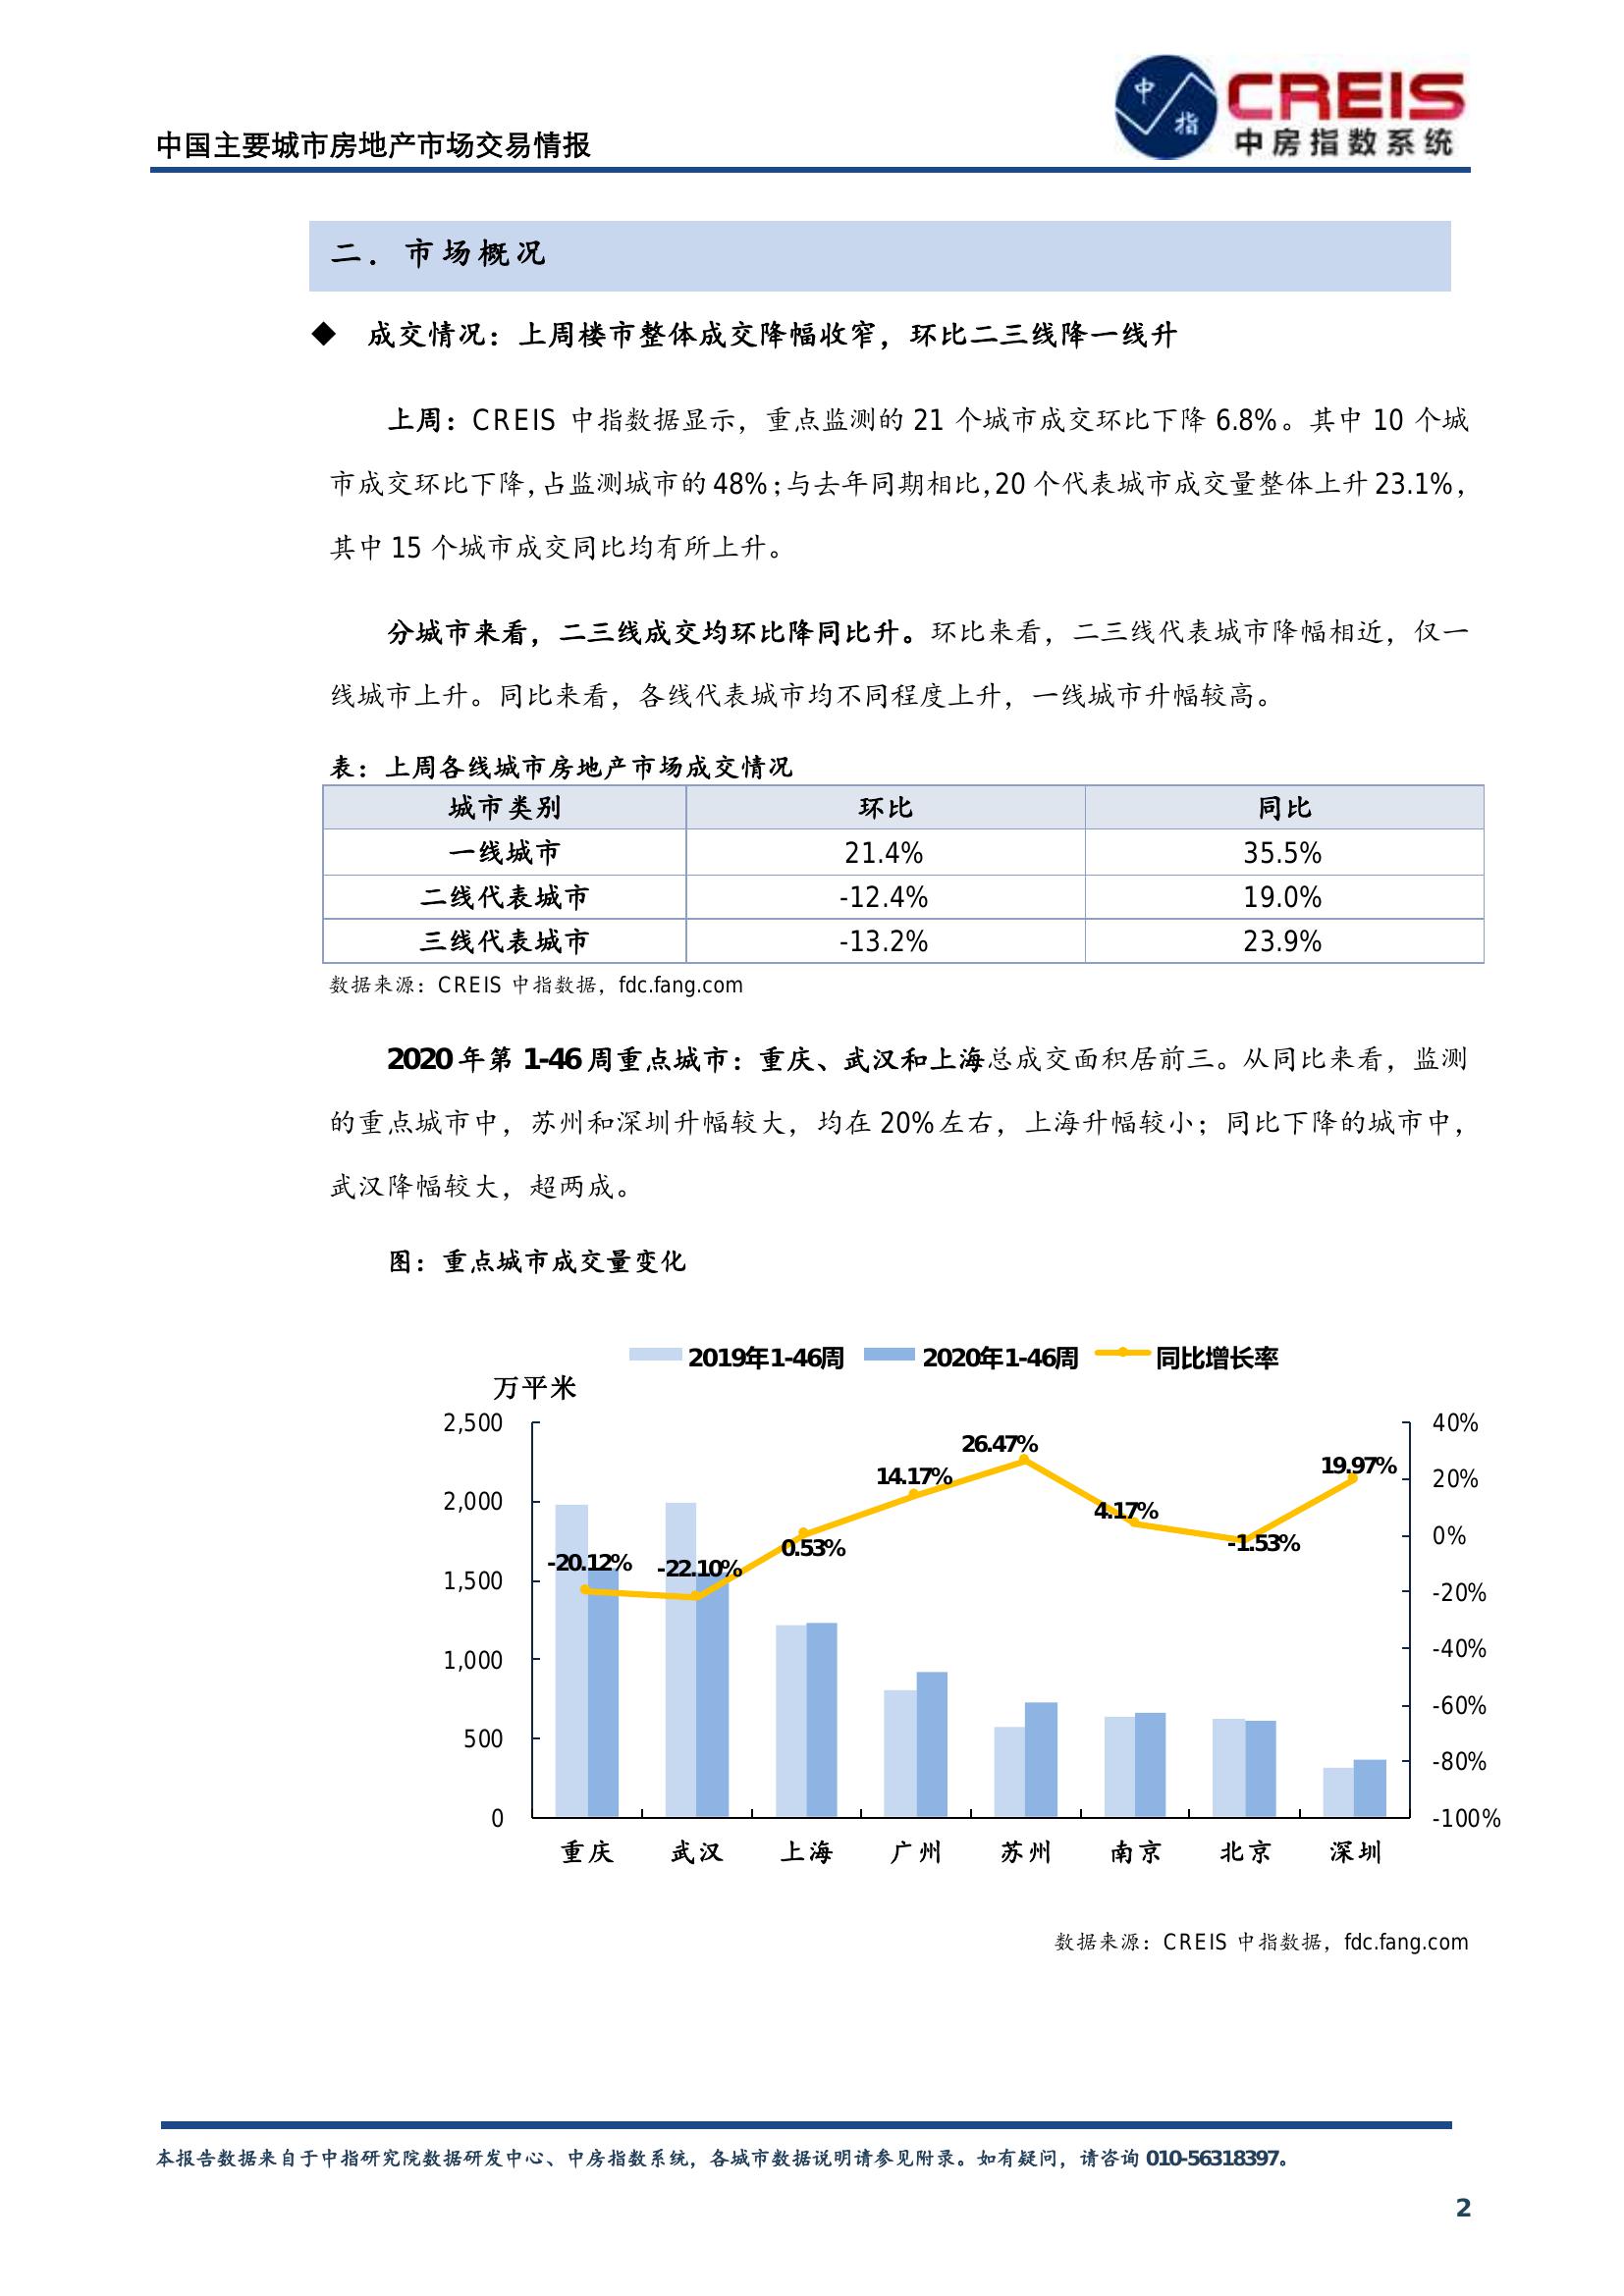 中指
CREIS
中房指数系统
中国主要城市房地产市场交易情报
二．市场概况
◆ 成交情况：上周楼市整体成交降幅收窄，环比二三线降一线升
上周：CREIS 中指数据显示，重点监测的 21 个城市成交环比下降 6.8%。其中 10 个城
市成交环比下降，占监测城市的 48%；与去年同期相比，20 个代表城市成交量整体上升 23.1%，
其中 15 个城市成交同比均有所上升。
分城市来看，二三线成交均环比降同比升。环比来看，二三线代表城市降幅相近，仅一
线城市上升。同比来看，各线代表城市均不同程度上升，一线城市升幅较高。
表：上周各线城市房地产市场成交情况
城市类别 环比 同比
一线城市 21.4% 35.5%
二线代表城市 -12.4% 19.0%
三线代表城市 -13.2% 23.9%
数据来源：CREIS 中指数据，fdc.fang.com
2020 年第 1-46 周重点城市：重庆、武汉和上海总成交面积居前三。从同比来看，监测
的重点城市中，苏州和深圳升幅较大，均在 20%左右，上海升幅较小；同比下降的城市中，
武汉降幅较大，超两成。
图：重点城市成交量变化
2019年1-46周 2020年1-46周 同比增长率
万平米
2,500 40%
2,000 20%
1,500 0%
1,000 -20%
500 -40%
0 -60%
-80%
-100%
-20.12% -22.10% 0.53% 14.17% 26.47% 4.17% -1.53% 19.97%
重庆 武汉 上海 广州 苏州 南京 北京 深圳
数据来源：CREIS 中指数据，fdc.fang.com
本报告数据来自于中指研究院数据研发中心、中房指数系统，各城市数据说明请参见附录。如有疑问，请咨询 010-56318397。
2